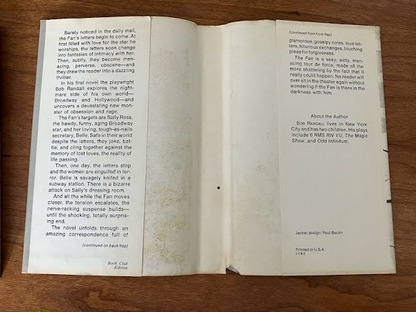 Barely noticed in the daily mail,
the Fan's letters begin to come. At
first filled with love for the star he
worships, the letters soon change
into fantasies of intimacy with her.
Then, subtly, they become men-
acing, perverse, obscene—and
they drew the reader into a dazzling
thriller.
In his first novel the playwright
Bob Randall explores the night-
mare side of his own world—
Broadway and Hollywood—and
uncovers a devastating new mon-
ster of obsession and rage.
The Fan's targets are Sally Ross,
the bawdy, funny, aging Broadway
star, and her loving, tough-as-nails
secretary, Belle. Safe in their world
despite the letters, they joke, bat-
tle, and cling together against the
memory of lost loves, the reality of
life passing.
Then, one day, the letters stop
and the women are engulfed in ter-
ror. Belle is savagely knifed in a
subway station. There is a bizarre
attack on Sally's dressing room.
And all the while the Fan moves
closer, the tension escalates, the
nerve-racking suspense builds—
until the shocking, totally surpris-
ing end.
The novel unfolds through an
amazing correspondence full of
(continued on back flap)
Book Club
Edition
(continued from front flap)
glamorous, gossipy notes, love let-
ters, hilarious exchanges, touching
pleas for forgiveness.
The Fan is a sexy, witty, men-
acing tour de force, made all the
more shattering by the fact that it
really could happen. No reader will
ever sit in the theater again without
wondering if the Fan is there in the
darkness with him.
About the Author
Bob Randall lives in New York
City and has two children. His plays
include 6 RMS RIV VU, The Magic
Show, and Odd Infinitum.
Jacket design: Paul Bacon
Printed in U.S.A.